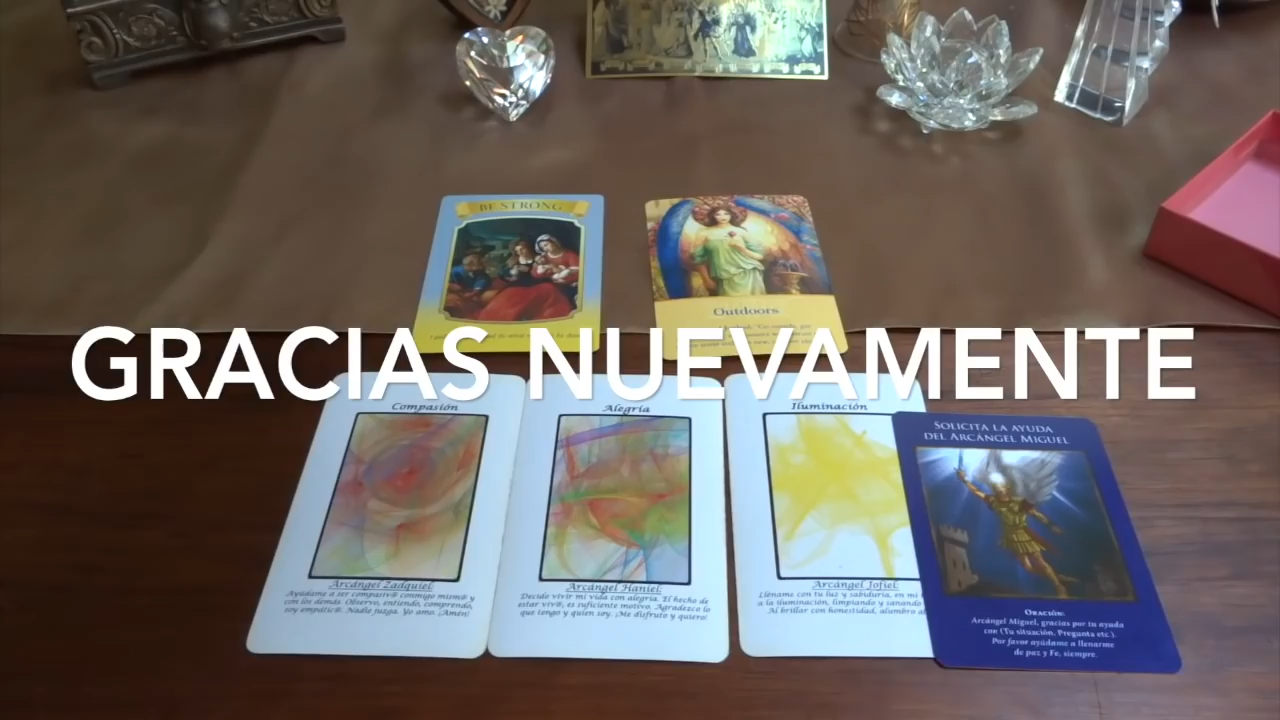 BE STRONG
Outdoors
GRACIAS NUEVAMENTE
Compasión
Arcángel Zadquiel:
Ayúdame a ser compasiv@ conmigo mism@ y
con los demás. Observo, entiendo, comprendo,
soy empátic@. Nadie juzga. Yo amo. ¡Amén!
Alegría
Arcángel Haniel:
Decido vivir mi vida con alegría. El hecho de
estar viv@, es suficiente motivo. Agradezco lo
que tengo y quien soy. ¡Me disfruto y quiero!
Iluminación
Arcángel Jofiel:
Lléname con tu luz y sabiduría, en mi
a la iluminación, limpiando y sanando
Al brillar con honestidad, alumbro
SOLICITA LA AYUDA
DEL ARCÁNGEL MIGUEL
ORACIÓN:
Arcángel Miguel, gracias por tu ayuda
con (Tu situación, Pregunta etc.).
Por favor ayúdame a llenarme
de paz y Fe, siempre.